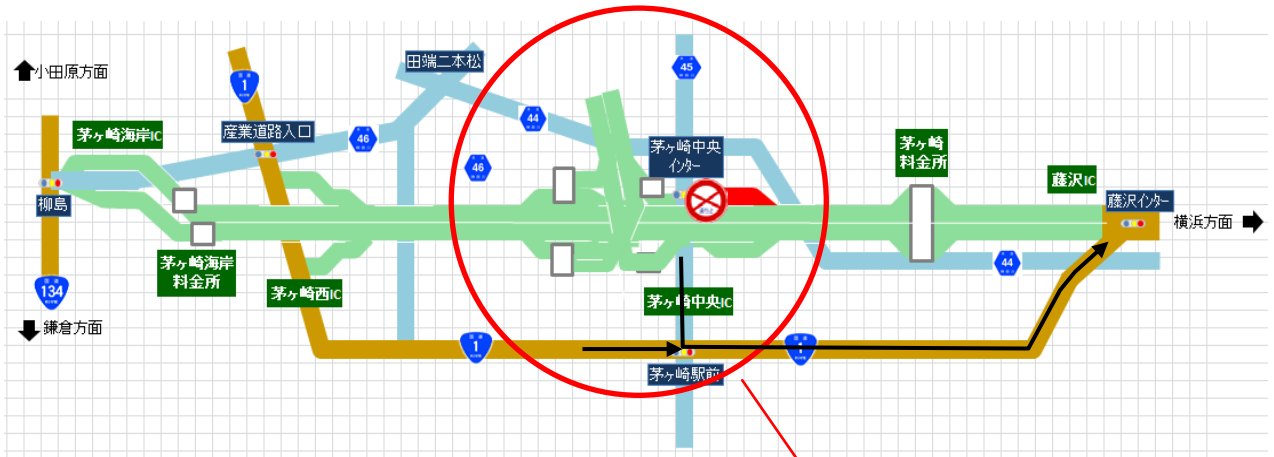 小田原方面
国道
1
田端二本松
45
44
産業道路入口
46
茅ヶ崎海岸IC
茅ヶ崎中央
インター
46
茅ヶ崎
料金所
藤沢IC
柳島
藤沢インター
横浜方面
茅ヶ崎海岸
料金所
茅ヶ崎西IC
茅ヶ崎中央IC
44
134
鎌倉方面
1
1
茅ヶ崎駅前